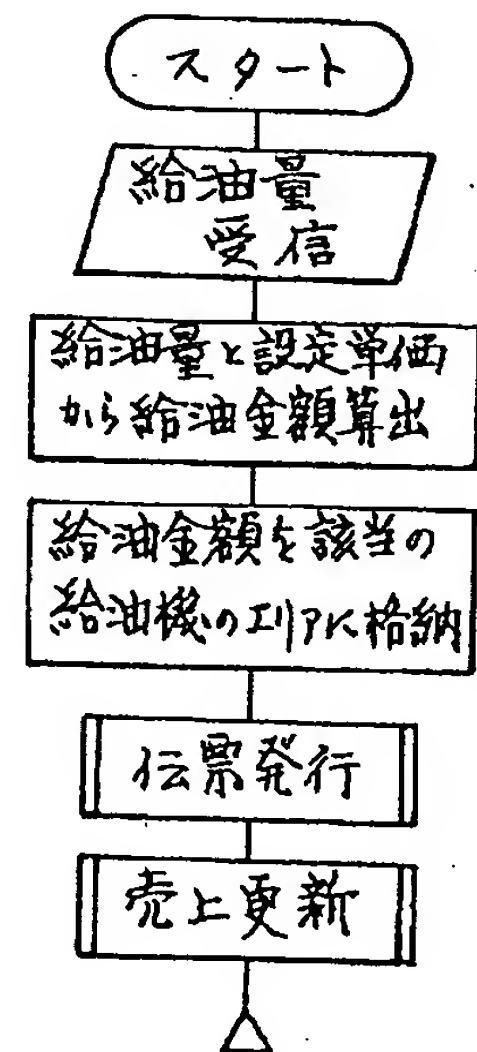 スタート
給油量
受信
給油量と設定単価
から給油金額算出
給油金額を該当の
給油機のエリアに格納
伝票発行
売上更新